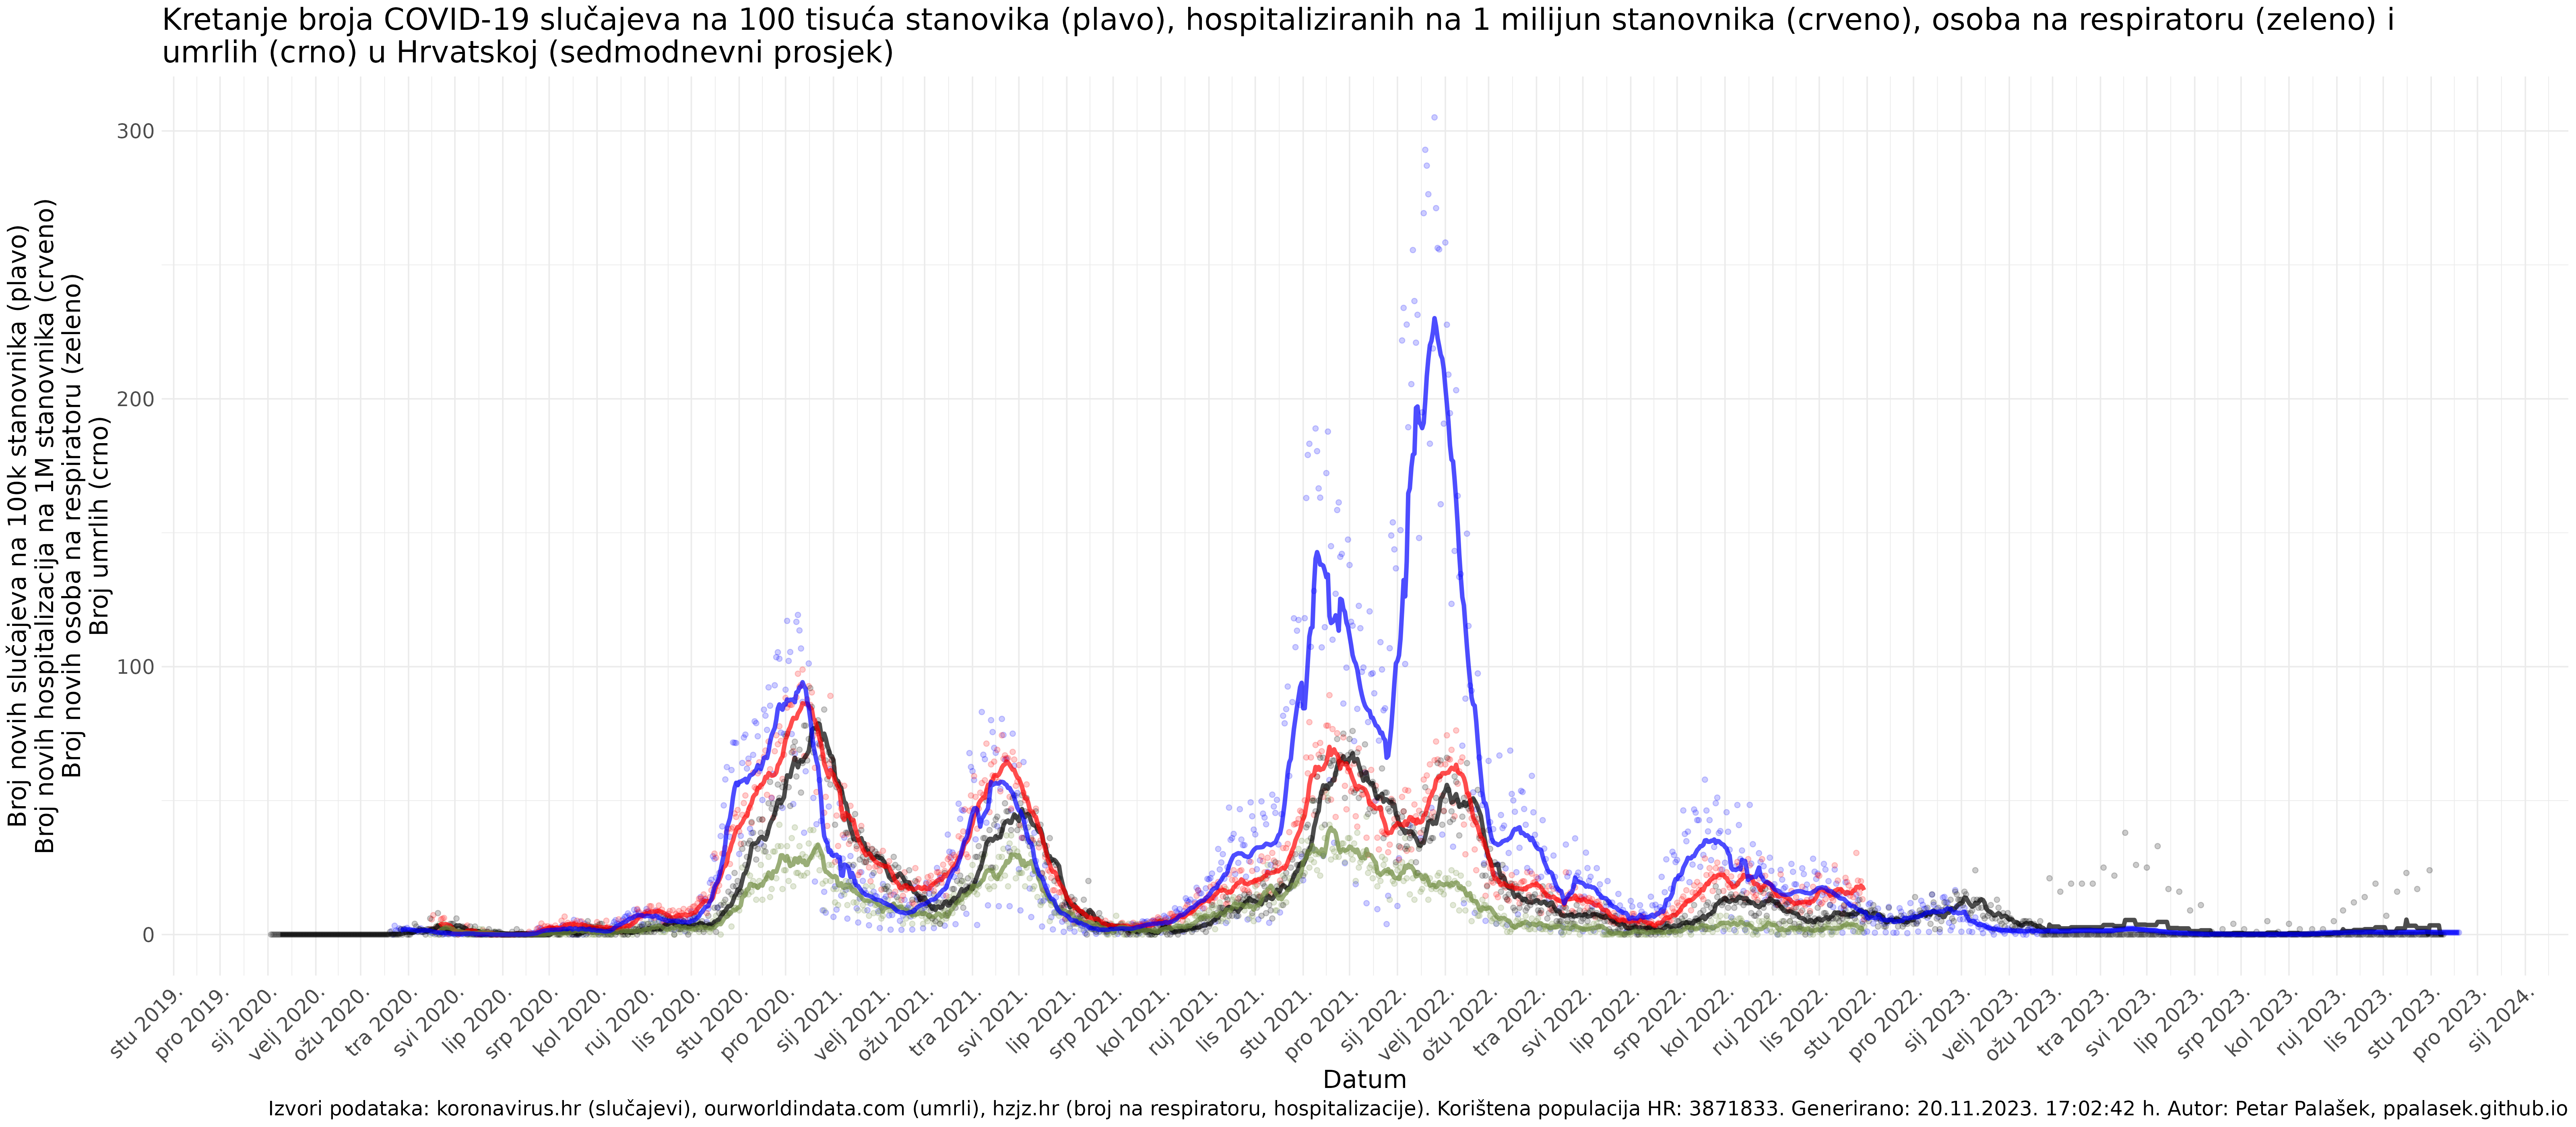 Kretanje broja COVID-19 slučajeva na 100 tisuća stanovika (plavo), hospitaliziranih na 1 milijun stanovnika (crveno), osoba na respiratoru (zeleno) i
umrlih (crno) u Hrvatskoj (sedmodnevni prosjek)
Broj novih slučajeva na 100k stanovnika (plavo)
Broj novih hospitalizacija na 1M stanovnika (crveno)
Broj novih osoba na respiratoru (zeleno)
Broj umrlih (crno)
300
200
100
0
stu 2019.
pro 2019.
sij 2020.
velj 2020.
ožu 2020.
tra 2020.
svi 2020.
lip 2020.
srp 2020.
kol 2020.
ruj 2020.
lis 2020.
stu 2020.
pro 2020.
sij 2021.
velj 2021.
ožu 2021.
tra 2021.
svi 2021.
lip 2021.
srp 2021.
kol 2021.
ruj 2021.
lis 2021.
stu 2021.
pro 2021.
sij 2022.
velj 2022.
ožu 2022.
tra 2022.
svi 2022.
lip 2022.
srp 2022.
kol 2022.
ruj 2022.
lis 2022.
stu 2022.
pro 2022.
sij 2023.
velj 2023.
ožu 2023.
tra 2023.
svi 2023.
lip 2023.
srp 2023.
kol 2023.
ruj 2023.
lis 2023.
stu 2023.
pro 2023.
sij 2024.
Datum
Izvori podataka: koronavirus.hr (slučajevi), ourworldindata.com (umrli), hzjz.hr (broj na respiratoru, hospitalizacije). Korištena populacija HR: 3871833. Generirano: 20.11.2023. 17:02:42 h. Autor: Petar Palašek, ppalasek.github.io